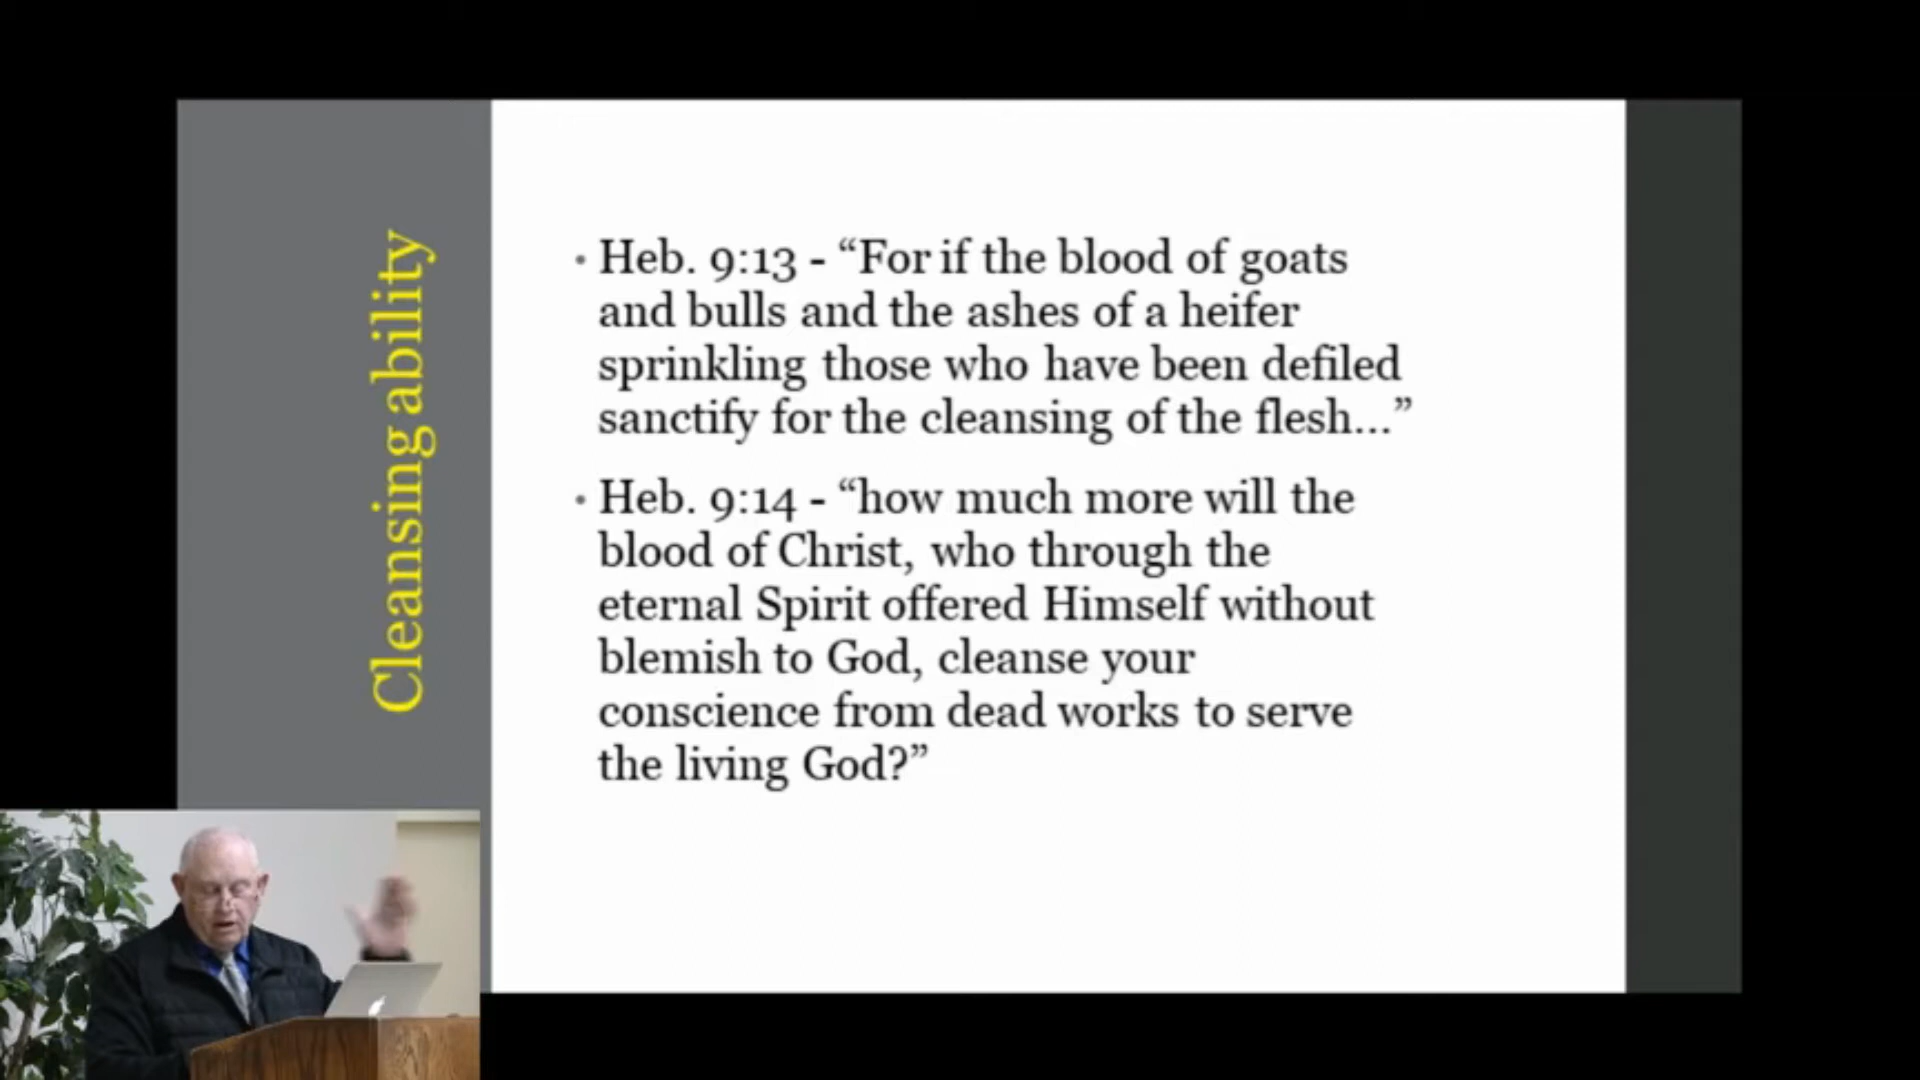 Cleansing ability
• Heb. 9:13 - “For if the blood of goats
and bulls and the ashes of a heifer
sprinkling those who have been defiled
sanctify for the cleansing of the flesh…”
• Heb. 9:14 - “how much more will the
blood of Christ, who through the
eternal Spirit offered Himself without
blemish to God, cleanse your
conscience from dead works to serve
the living God?”